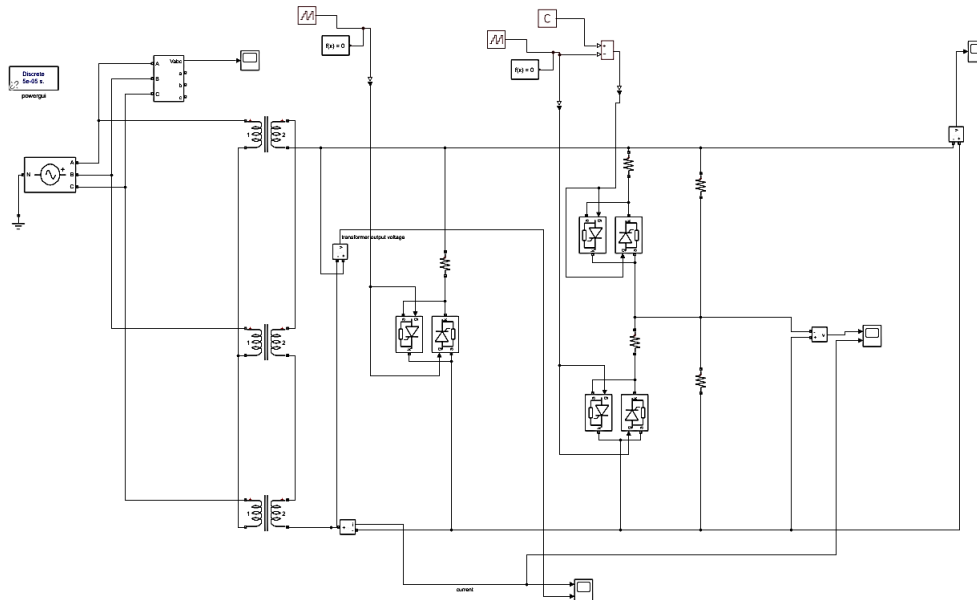 C
f(x) = 0
f(x) = 0
Discrete
5e-05 s.
powergui
Vabc
A
a
B
b
C
c
N
A
B
C
+
1
2
1
2
1
2
transformer output voltage
current